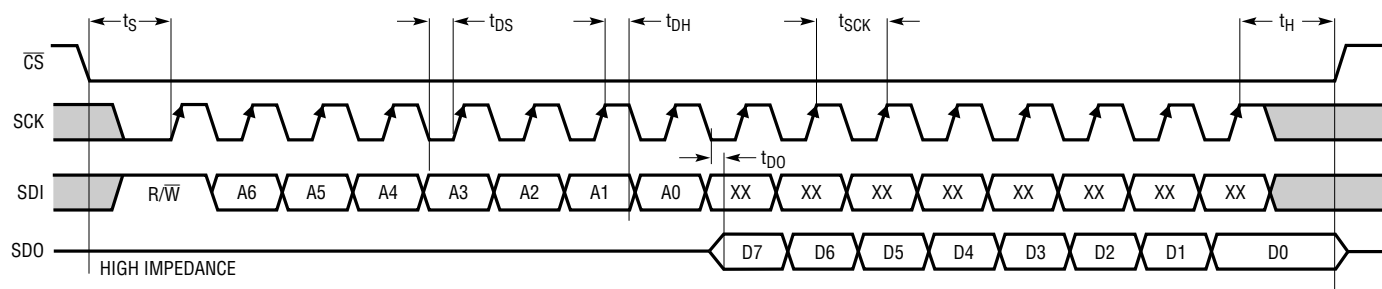 tS tDS tDH tSCK tH
C̅S̅
SCK
tDO
SDI R/W̅ A6 A5 A4 A3 A2 A1 A0 XX XX XX XX XX XX XX XX
SDO D7 D6 D5 D4 D3 D2 D1 D0
HIGH IMPEDANCE